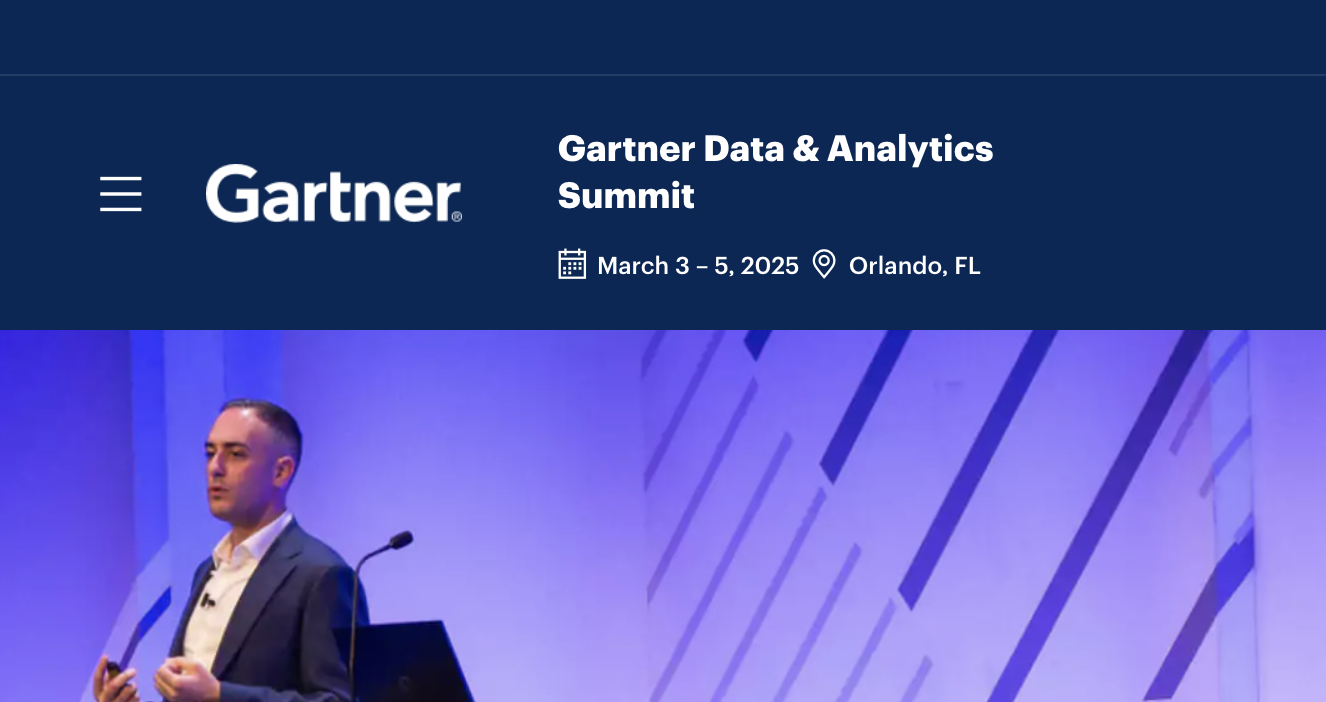 Gartner®
Gartner Data & Analytics
Summit
March 3 – 5, 2025 Orlando, FL